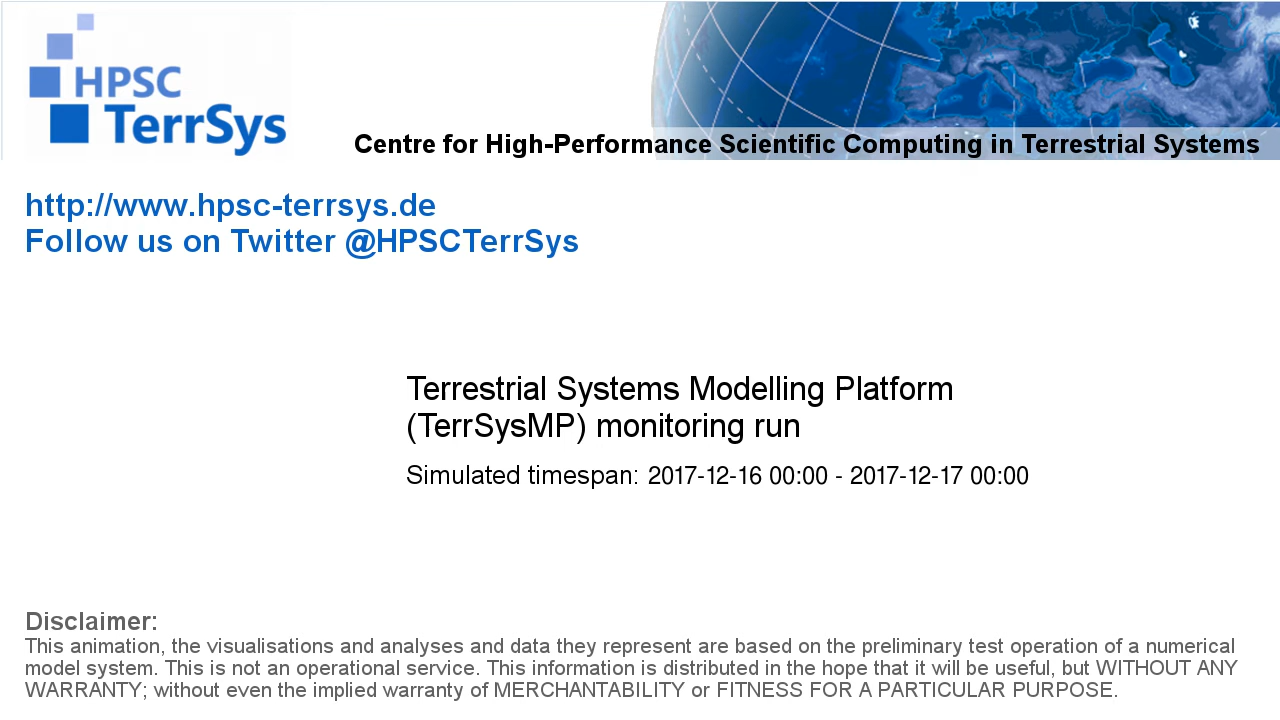 HPSC
TerrSys
Centre for High-Performance Scientific Computing in Terrestrial Systems
http://www.hpsc-terrsys.de
Follow us on Twitter @HPSCTerrSys
Terrestrial Systems Modelling Platform
(TerrSysMP) monitoring run
Simulated timespan: 2017-12-16 00:00 - 2017-12-17 00:00
Disclaimer:
This animation, the visualisations and analyses and data they represent are based on the preliminary test operation of a numerical
model system. This is not an operational service. This information is distributed in the hope that it will be useful, but WITHOUT ANY
WARRANTY; without even the implied warranty of MERCHANTABILITY or FITNESS FOR A PARTICULAR PURPOSE.